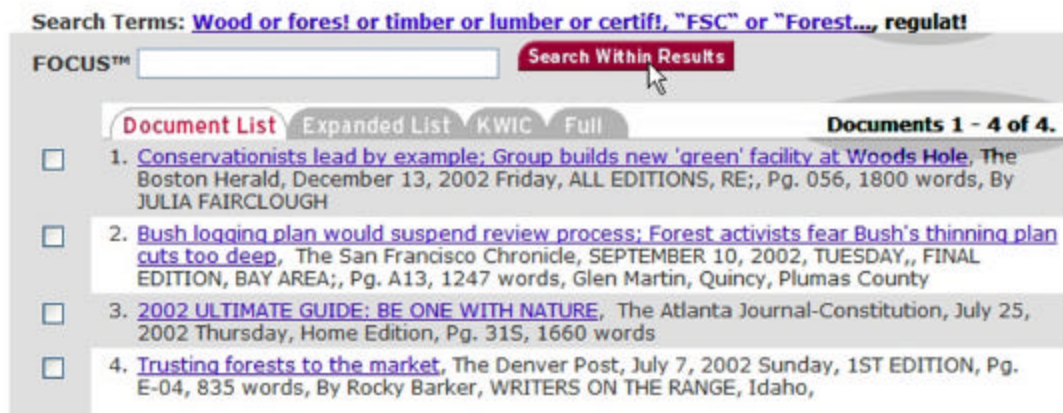 Search Terms: Wood or fores! or timber or lumber or certif!, "FSC" or "Forest..., regulat!
FOCUS™ Search Within Results
Document List Expanded List KWIC Full Documents 1 - 4 of 4.
1. Conservationists lead by example; Group builds new 'green' facility at Woods Hole, The
Boston Herald, December 13, 2002 Friday, ALL EDITIONS, RE;, Pg. 056, 1800 words, By
JULIA FAIRCLOUGH
2. Bush logging plan would suspend review process; Forest activists fear Bush's thinning plan
cuts too deep, The San Francisco Chronicle, SEPTEMBER 10, 2002, TUESDAY,, FINAL
EDITION, BAY AREA;, Pg. A13, 1247 words, Glen Martin, Quincy, Plumas County
3. 2002 ULTIMATE GUIDE: BE ONE WITH NATURE, The Atlanta Journal-Constitution, July 25,
2002 Thursday, Home Edition, Pg. 31S, 1660 words
4. Trusting forests to the market, The Denver Post, July 7, 2002 Sunday, 1ST EDITION, Pg.
E-04, 835 words, By Rocky Barker, WRITERS ON THE RANGE, Idaho,